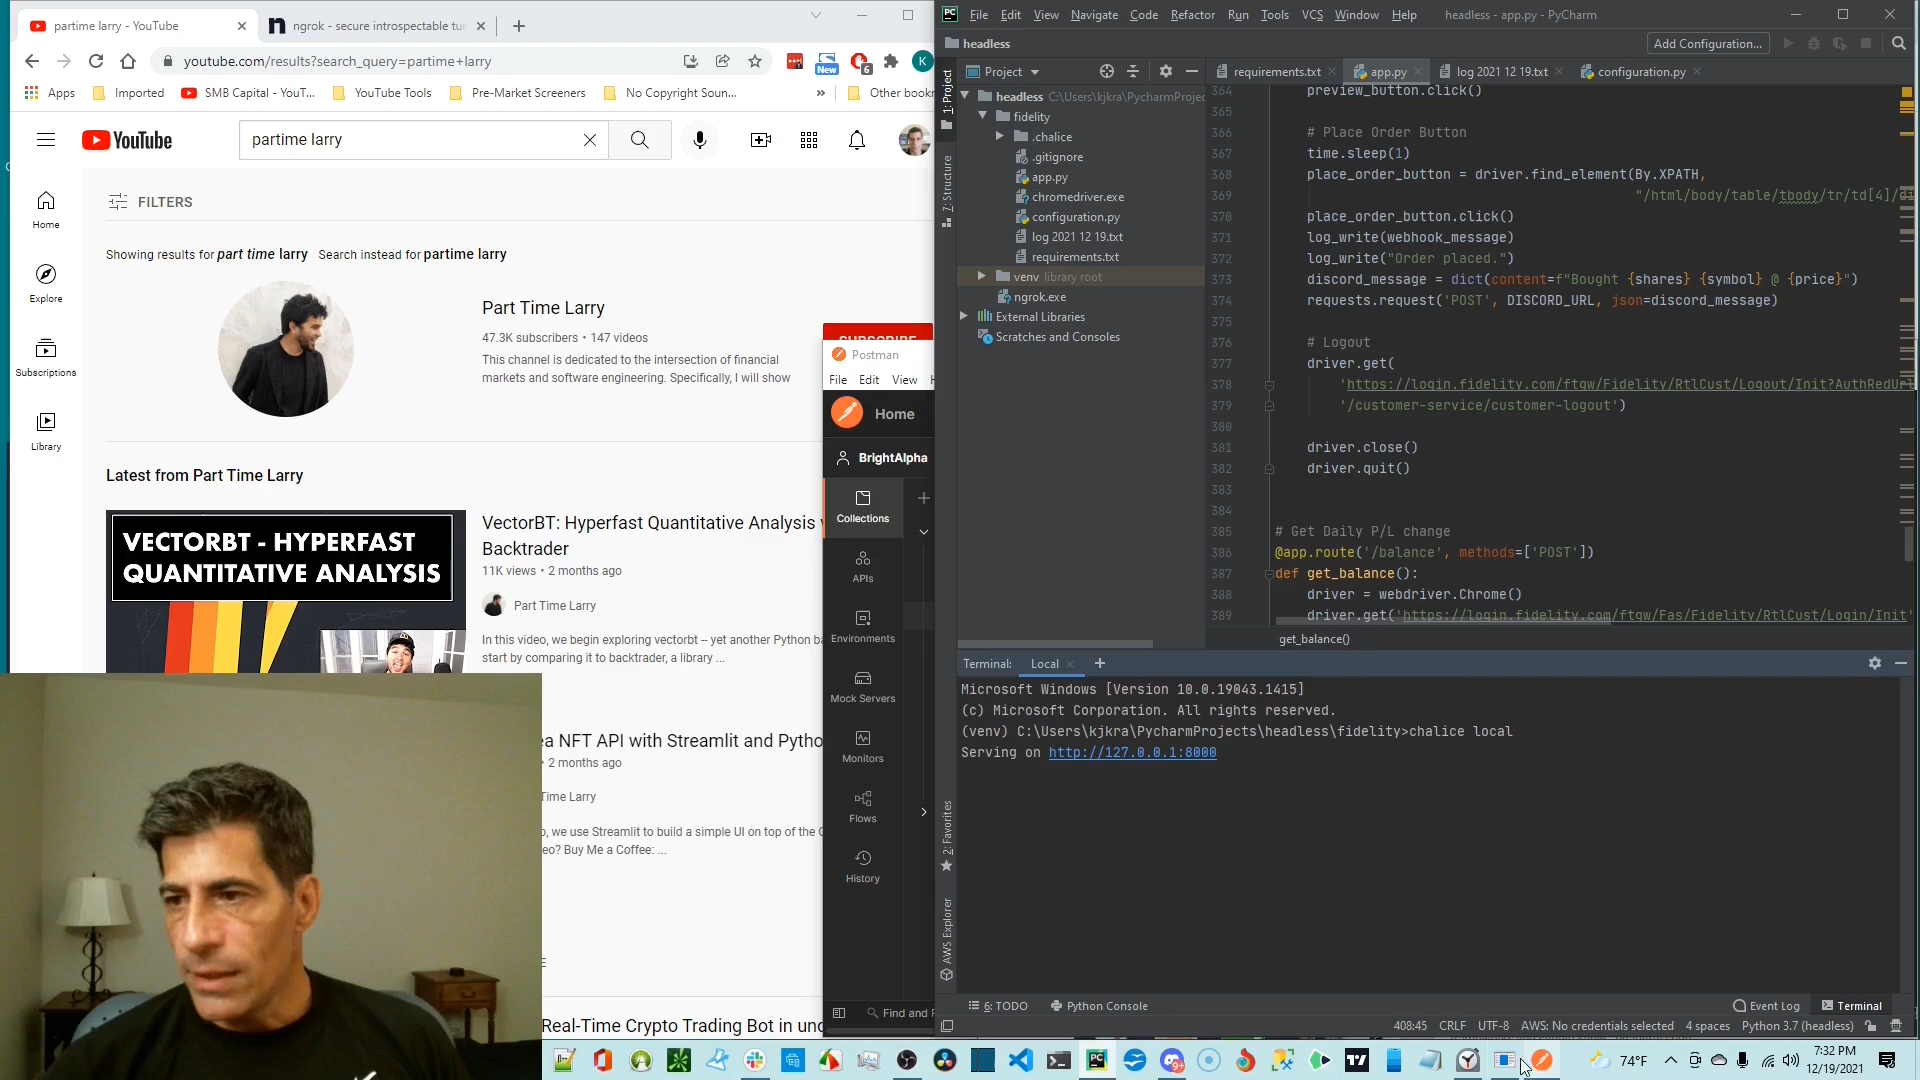 partime larry - YouTube
ngrok - secure introspectable tun
youtube.com/results?search_query=partime+larry
New
6
K
Apps
Imported
SMB Capital - YouT...
YouTube Tools
Pre-Market Screeners
No Copyright Soun...
»
Other bookn
YouTube
partime larry
Home
Explore
Subscriptions
Library
FILTERS
Showing results for part time larry Search instead for partime larry
Part Time Larry
47.3K subscribers • 147 videos
This channel is dedicated to the intersection of financial
markets and software engineering. Specifically, I will show
SUBSCRIBE
Latest from Part Time Larry
VECTORBT - HYPERFAST
QUANTITATIVE ANALYSIS
VectorBT: Hyperfast Quantitative Analysis v
Backtrader
11K views • 2 months ago
Part Time Larry
In this video, we begin exploring vectorbt -- yet another Python ba
start by comparing it to backtrader, a library ...
ea NFT API with Streamlit and Pytho
• 2 months ago
Time Larry
o, we use Streamlit to build a simple UI on top of the O
eo? Buy Me a Coffee: ...
E
Real-Time Crypto Trading Bot in unc
Postman
File Edit View H
Home
BrightAlpha
Collections
APIs
Environments
Mock Servers
Monitors
Flows
History
Find and R
PC
File Edit View Navigate Code Refactor Run Tools VCS Window Help
headless - app.py - PyCharm
headless
Add Configuration...
1: Project
7: Structure
2: Favorites
AWS Explorer
Project
requirements.txt
app.py
log 2021 12 19.txt
configuration.py
headless C:\Users\kjkra\PycharmProjec
fidelity
.chalice
.gitignore
app.py
chromedriver.exe
configuration.py
log 2021 12 19.txt
requirements.txt
venv library root
ngrok.exe
External Libraries
Scratches and Consoles
364 preview_button.click()
365
366 # Place Order Button
367 time.sleep(1)
368 place_order_button = driver.find_element(By.XPATH,
369 "/html/body/table/tbody/tr/td[4]/di
370 place_order_button.click()
371 log_write(webhook_message)
372 log_write("Order placed.")
373 discord_message = dict(content=f"Bought {shares} {symbol} @ {price}")
374 requests.request('POST', DISCORD_URL, json=discord_message)
375
376 # Logout
377 driver.get(
378 'https://login.fidelity.com/ftgw/Fidelity/RtlCust/Logout/Init?AuthRedUrl
379 '/customer-service/customer-logout')
380
381 driver.close()
382 driver.quit()
383
384
385 # Get Daily P/L change
386 @app.route('/balance', methods=['POST'])
387 def get_balance():
388 driver = webdriver.Chrome()
389 driver.get('https://login.fidelity.com/ftgw/Fas/Fidelity/RtlCust/Login/Init'
get_balance()
Terminal: Local
Microsoft Windows [Version 10.0.19043.1415]
(c) Microsoft Corporation. All rights reserved.
(venv) C:\Users\kjkra\PycharmProjects\headless\fidelity>chalice local
Serving on http://127.0.0.1:8000
6: TODO
Python Console
Event Log
Terminal
408:45 CRLF UTF-8 AWS: No credentials selected 4 spaces Python 3.7 (headless)
74°F
7:32 PM
12/19/2021